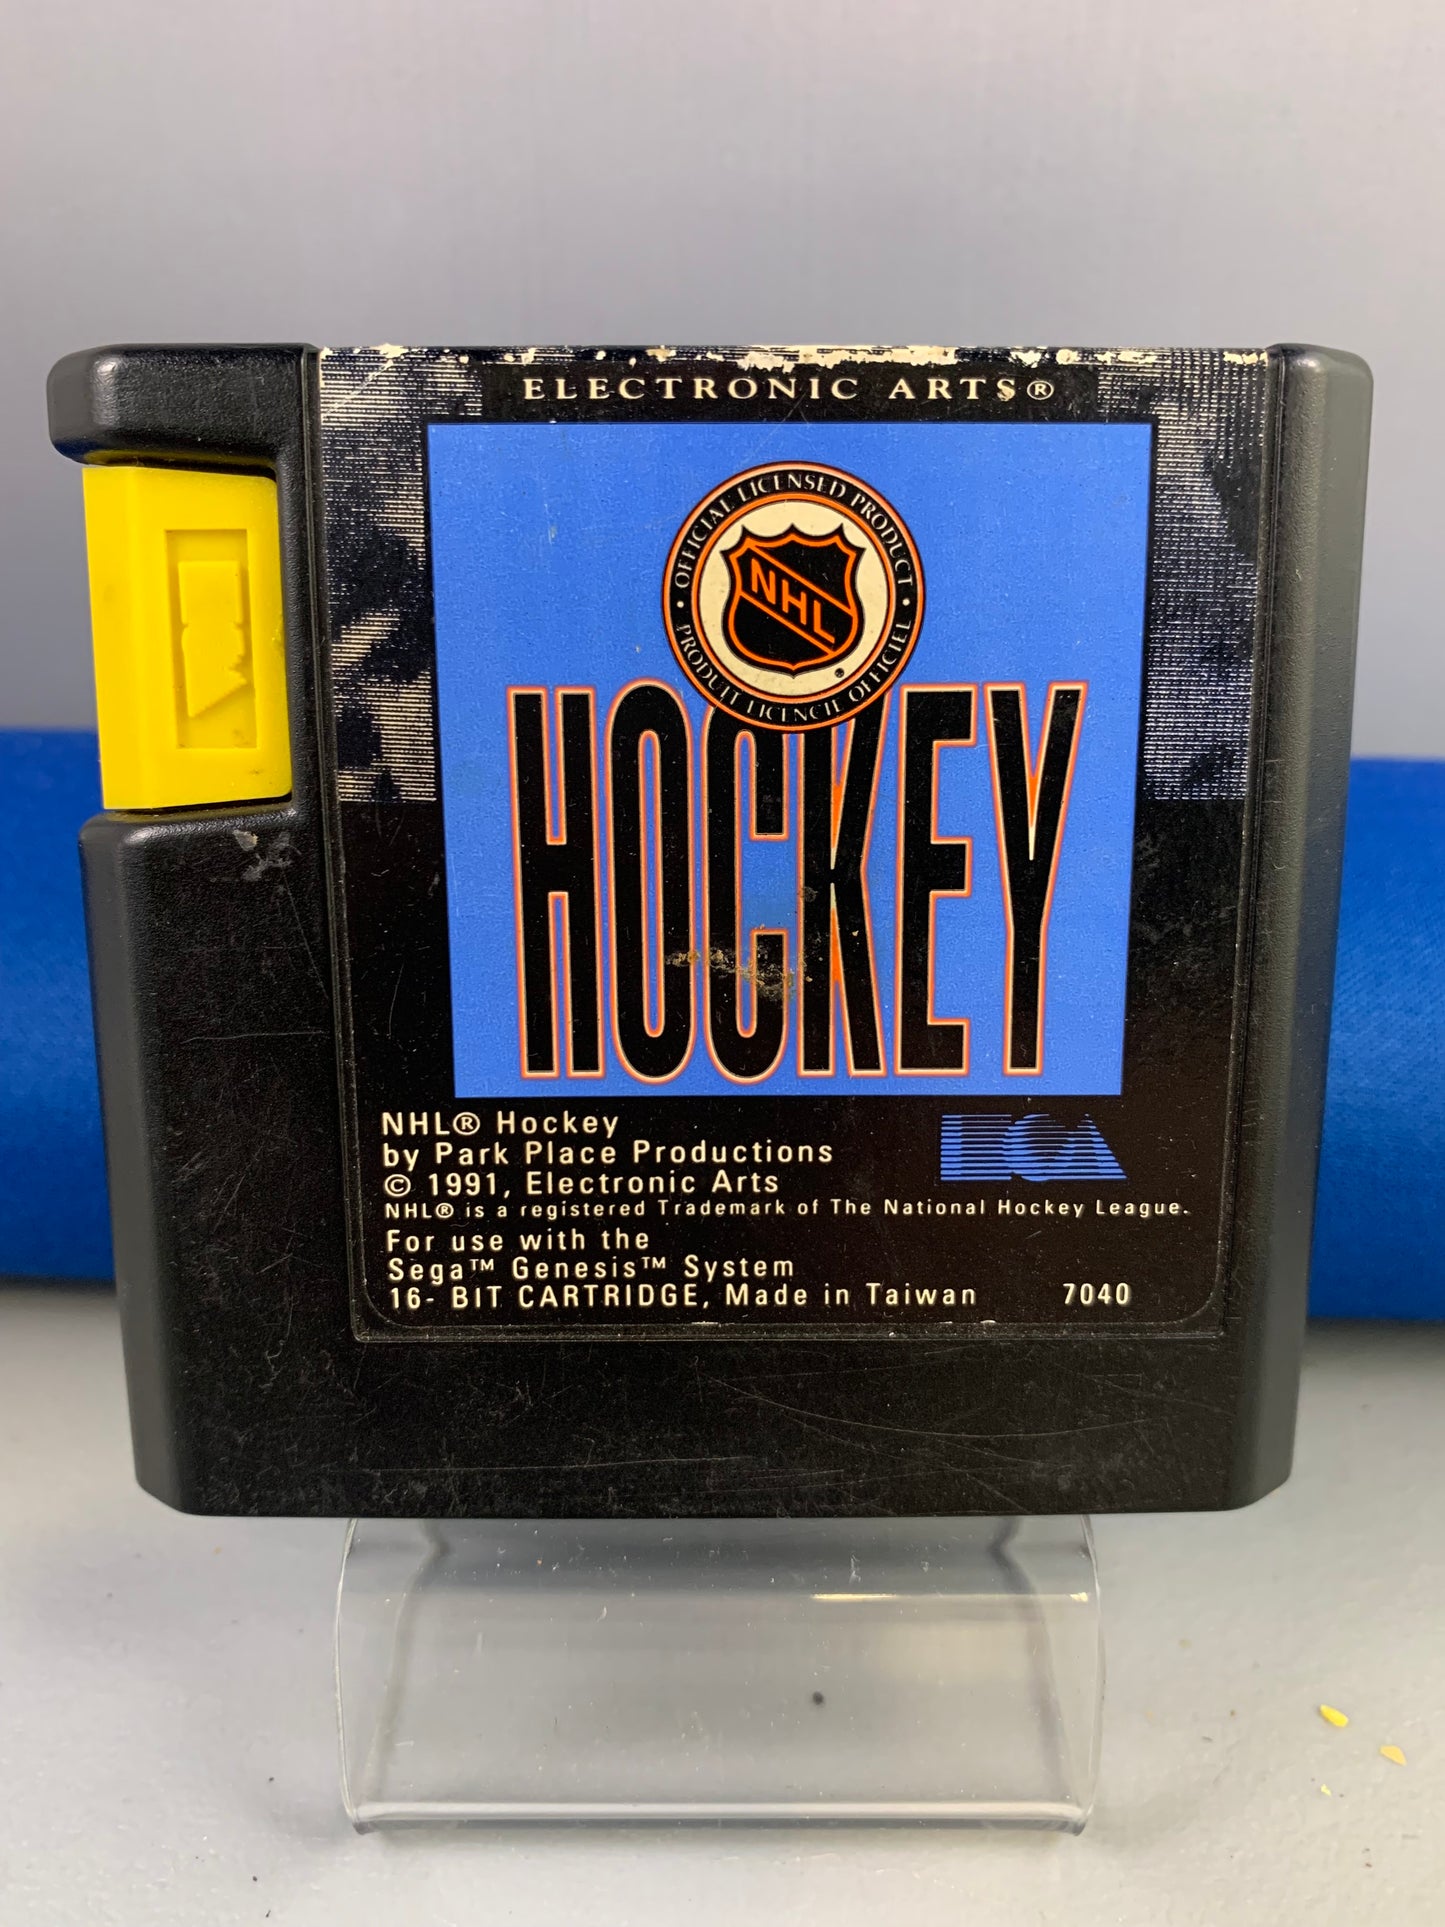 ELECTRONIC ARTS®
OFFICIAL LICENSED PRODUCT
NHL
®
• PRODUIT LICENCIÉ OFFICIEL •
HOCKEY
NHL® Hockey
by Park Place Productions
© 1991, Electronic Arts
EOA
NHL® is a registered Trademark of The National Hockey League.
For use with the
Sega™ Genesis™ System
16- BIT CARTRIDGE, Made in Taiwan 7040